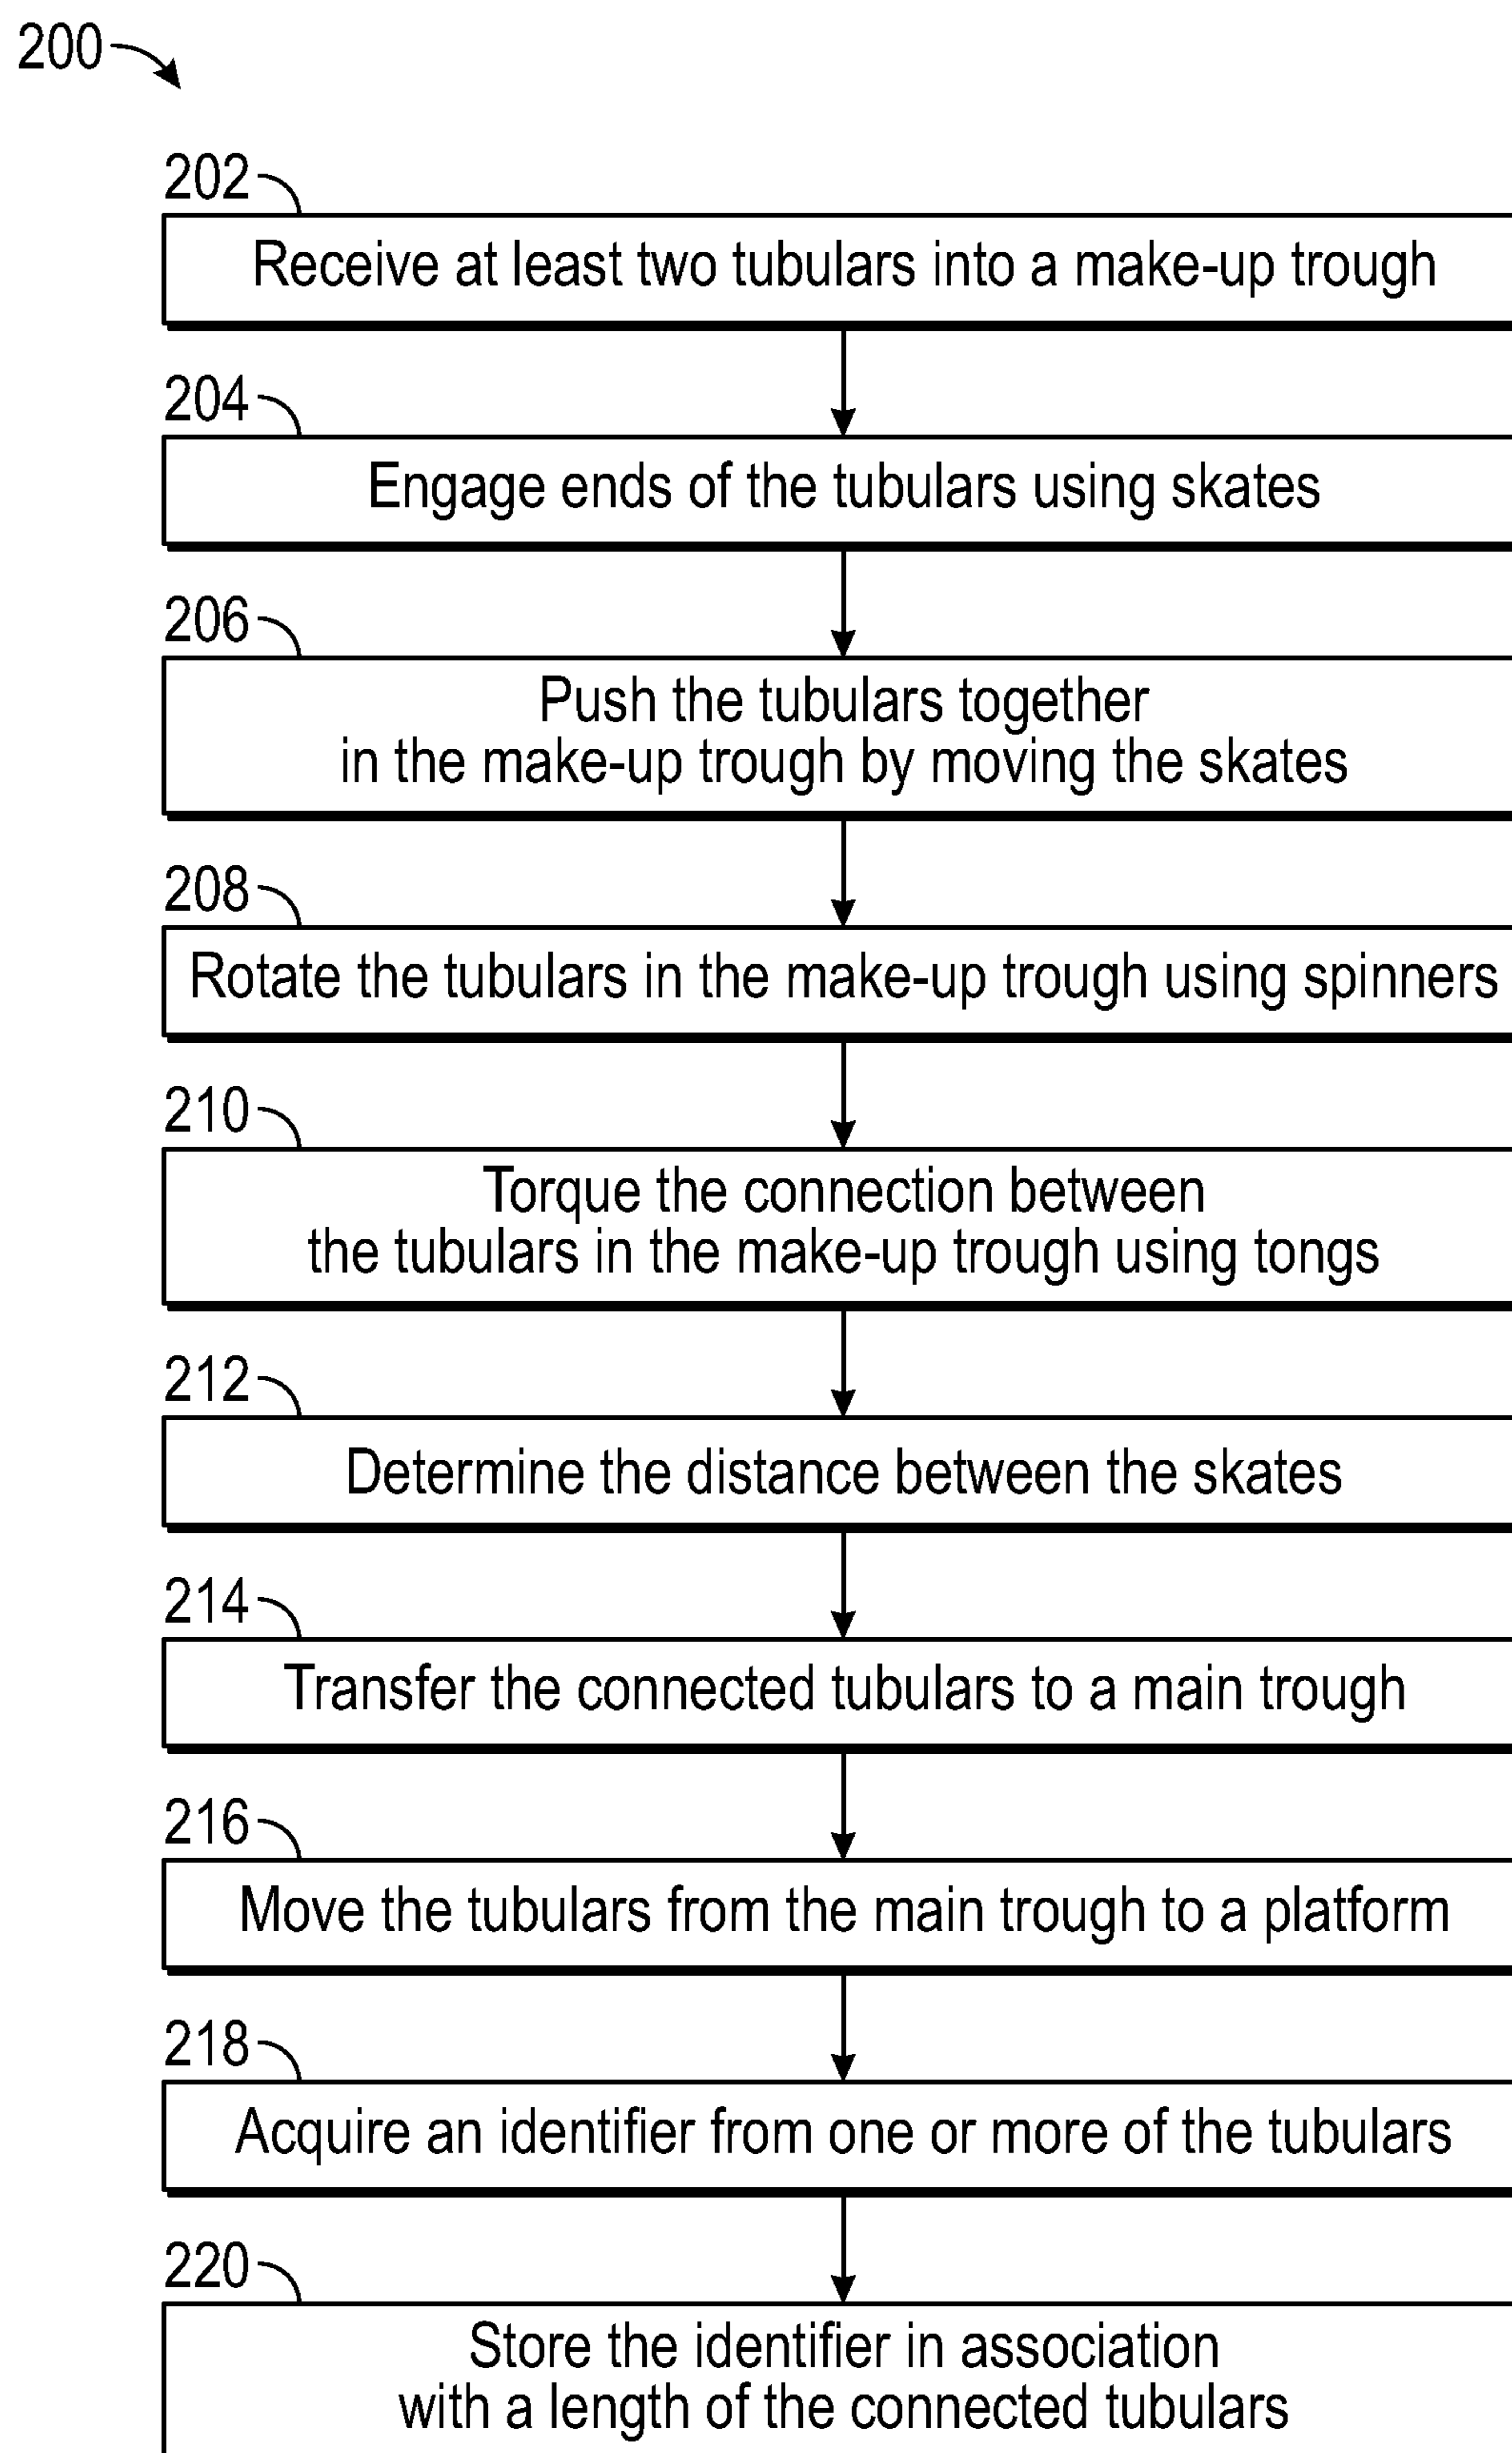 200
202
Receive at least two tubulars into a make-up trough
204
Engage ends of the tubulars using skates
206
Push the tubulars together
in the make-up trough by moving the skates
208
Rotate the tubulars in the make-up trough using spinners
210
Torque the connection between
the tubulars in the make-up trough using tongs
212
Determine the distance between the skates
214
Transfer the connected tubulars to a main trough
216
Move the tubulars from the main trough to a platform
218
Acquire an identifier from one or more of the tubulars
220
Store the identifier in association
with a length of the connected tubulars